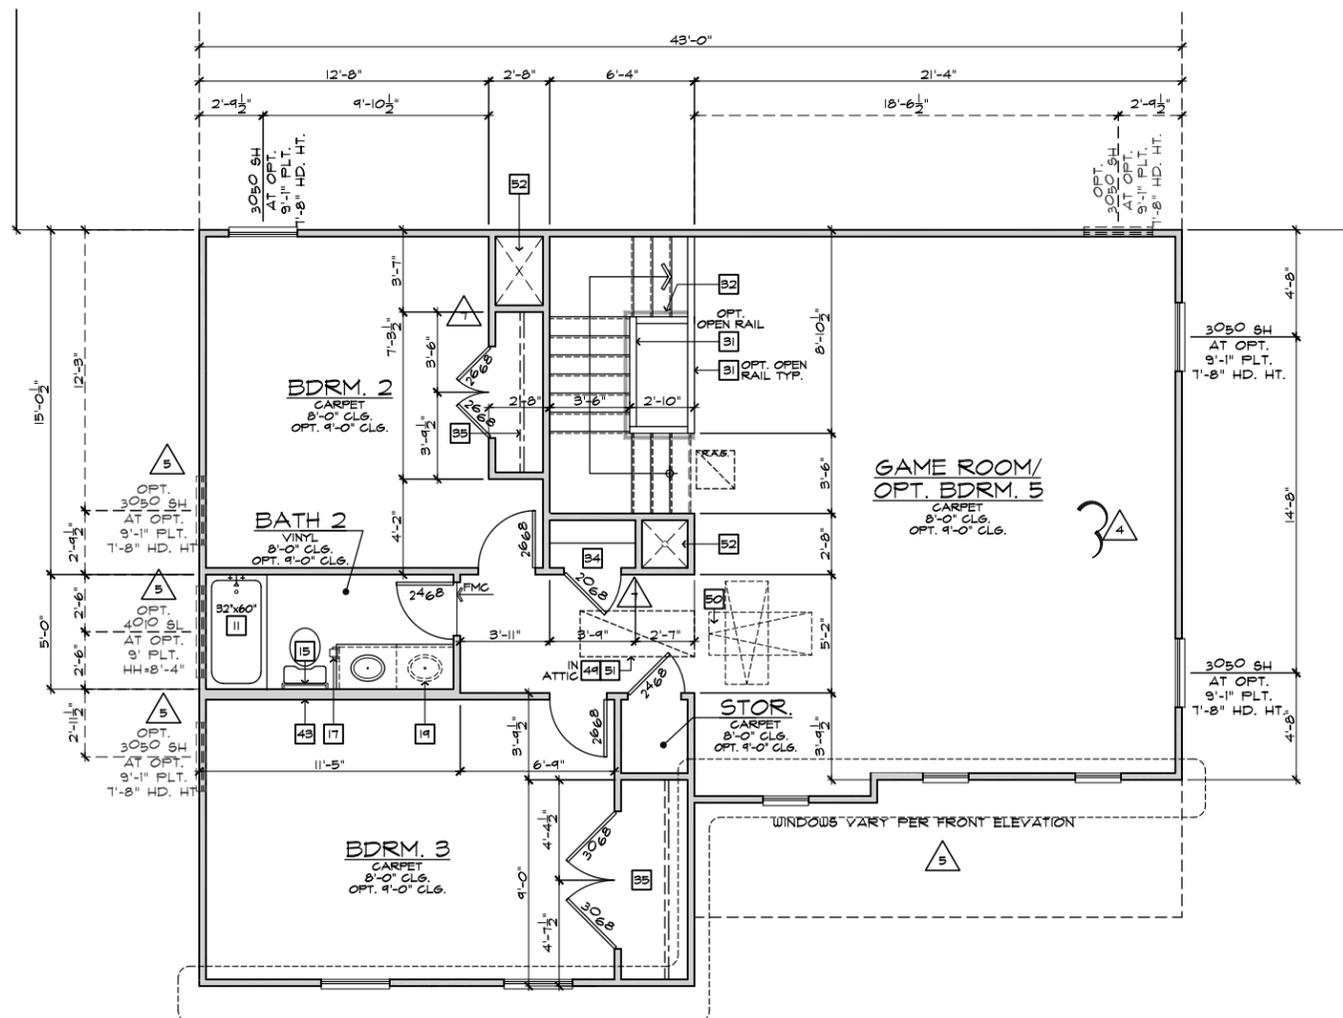 43'-0"
12'-8"
2'-8"
6'-4"
21'-4"
2'-9½"
9'-10½"
18'-6½"
2'-9½"
3050 SH
AT OPT.
9'-1" PLT.
7'-8" HD. HT.
52
OPT.
3050 SH
AT OPT.
9'-1" PLT.
7'-8" HD. HT.
3'-7"
7'-3½"
3'-6"
3'-9½"
4'-2"
7
2668
2668
35
2'-8"
3'-6"
2'-10"
32
OPT.
OPEN RAIL
31
31
OPT. OPEN
RAIL TYP.
8'-10½"
3'-6"
2'-8"
5'-2"
3'-9½"
4'-8"
14'-8"
4'-8"
3050 SH
AT OPT.
9'-1" PLT.
7'-8" HD. HT.
12'-3"
15'-0½"
2'-9½"
2'-6"
5'-0"
2'-6"
2'-11½"
BDRM. 2
CARPET
8'-0" CLG.
OPT. 9'-0" CLG.
5
OPT.
3050 SH
AT OPT.
9'-1" PLT.
7'-8" HD. HT
BATH 2
VINYL
8'-0" CLG.
OPT. 9'-0" CLG.
R.A.G.
GAME ROOM/
OPT. BDRM. 5
CARPET
8'-0" CLG.
OPT. 9'-0" CLG.
3
4
2668
34
52
2068
7
50
5
OPT.
4010 SL
AT OPT.
9' PLT.
HH=8'-4"
32"x60"
11
15
2468
FMC
3'-11"
3'-9"
2'-7"
IN
ATTIC
49
51
2468
3050 SH
AT OPT.
9'-1" PLT.
7'-8" HD. HT.
5
OPT.
3050 SH
AT OPT.
9'-1" PLT.
7'-8" HD. HT
43
17
19
2668
STOR.
CARPET
8'-0" CLG.
OPT. 9'-0" CLG.
3'-9½"
11'-5"
6'-9"
WINDOWS VARY PER FRONT ELEVATION
5
BDRM. 3
CARPET
8'-0" CLG.
OPT. 9'-0" CLG.
4'-4½"
9'-0"
4'-7½"
3068
3068
35